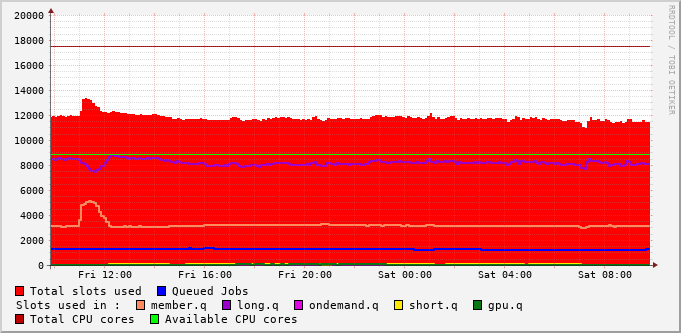 20000
18000
16000
14000
12000
10000
8000
6000
4000
2000
0
Fri 12:00 Fri 16:00 Fri 20:00 Sat 00:00 Sat 04:00 Sat 08:00
RRDTOOL / TOBI OETIKER
Total slots used Queued Jobs
Slots used in : member.q long.q ondemand.q short.q gpu.q
Total CPU cores Available CPU cores